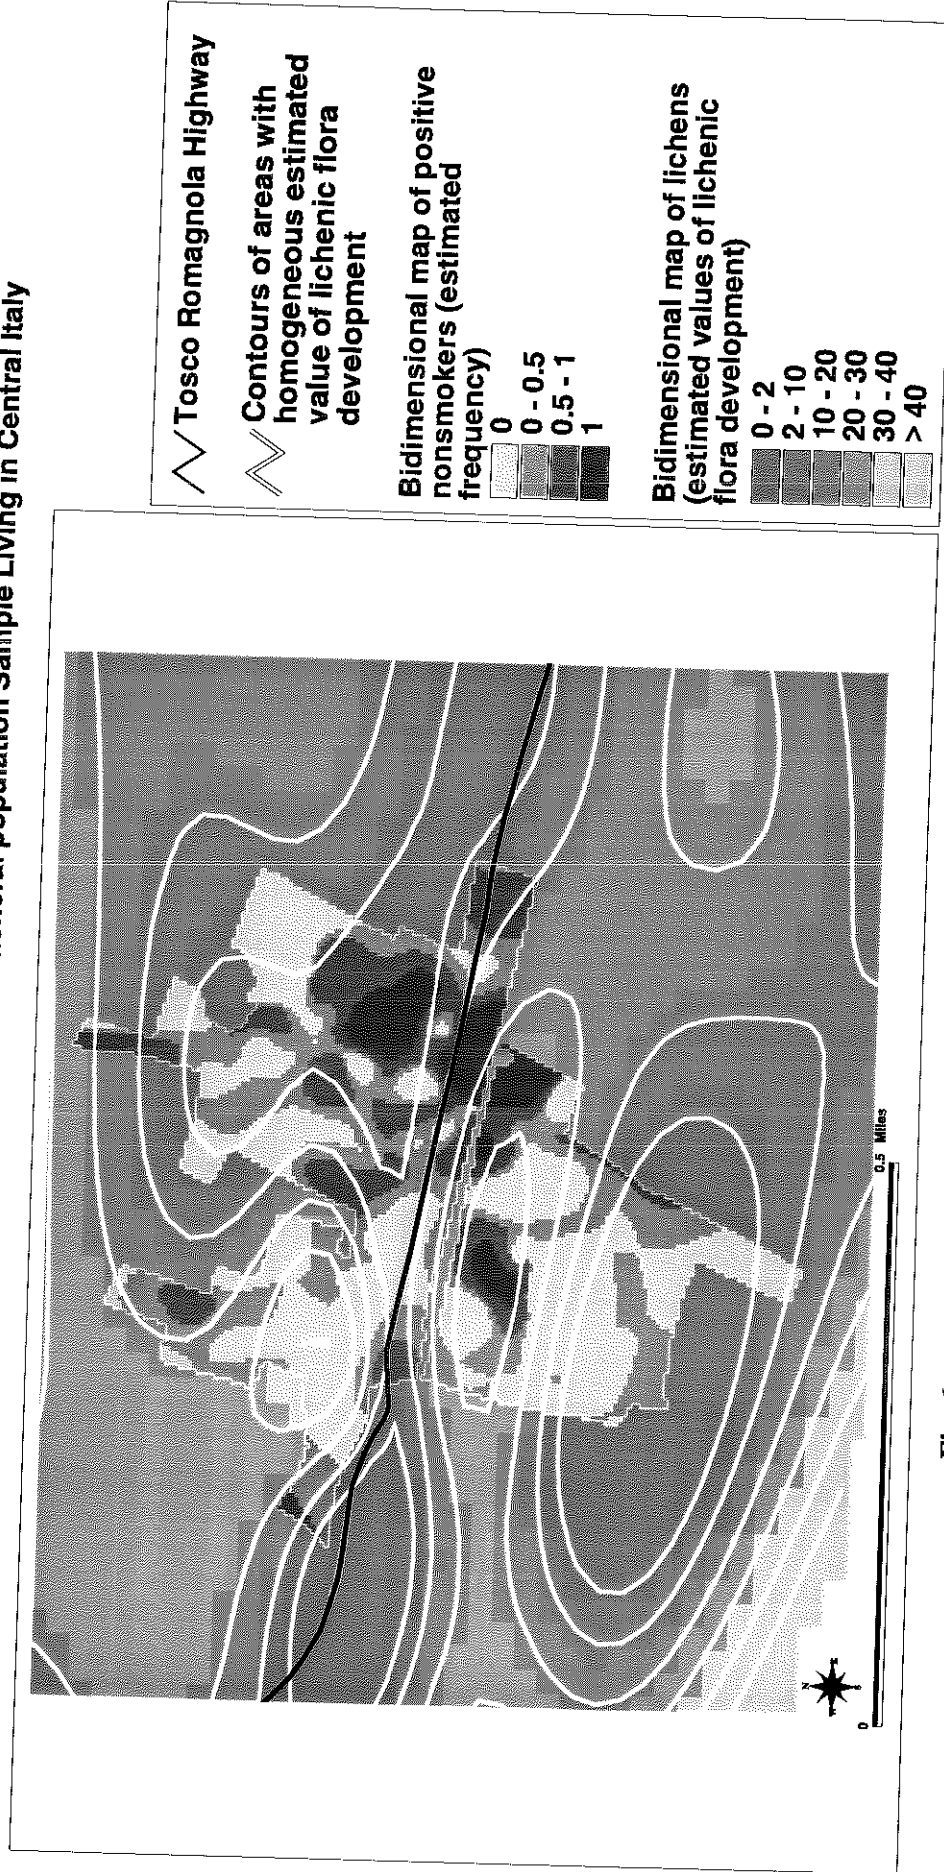 population Sample Living in Central Italy
Tosco Romagnola Highway
Contours of areas with
homogeneous estimated
value of lichenic flora
development
Bidimensional map of positive
nonsmokers (estimated
frequency)
0
0 - 0.5
0.5 - 1
1
Bidimensional map of lichens
(estimated values of lichenic
flora development)
0 - 2
2 - 10
10 - 20
20 - 30
30 - 40
> 40
N
0
0.5 Miles